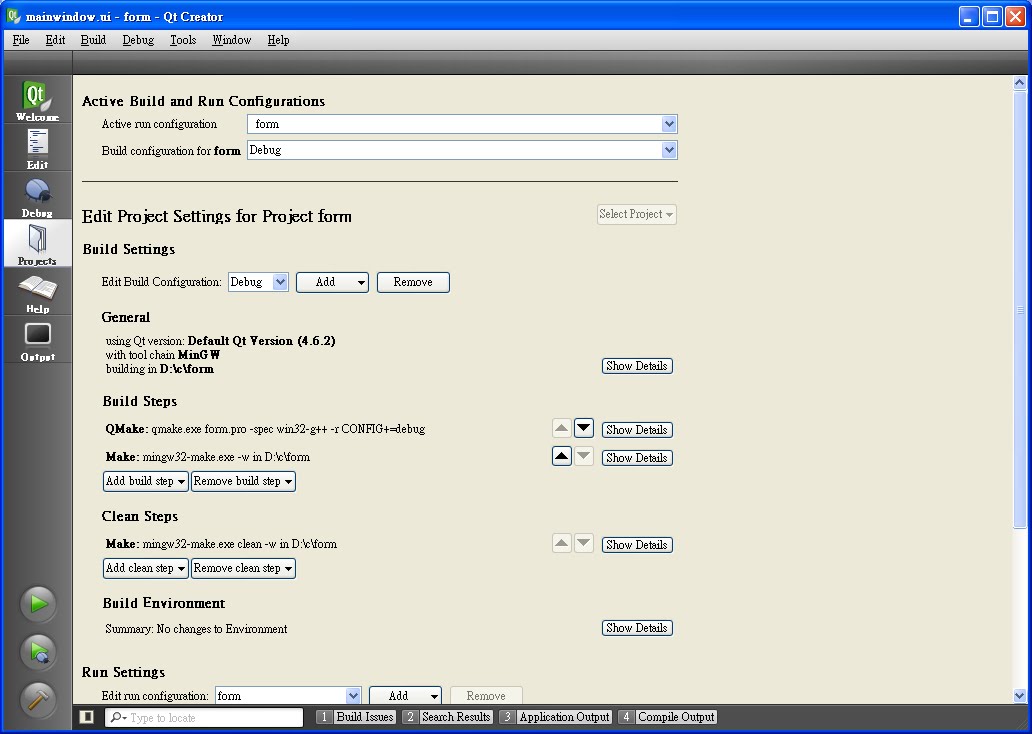 mainwindow.ui - form - Qt Creator
File Edit Build Debug Tools Window Help
Qt
Welcome
Edit
Debug
Projects
Help
Output
Active Build and Run Configurations
Active run configuration form
Build configuration for form Debug
Edit Project Settings for Project form Select Project
Build Settings
Edit Build Configuration: Debug Add Remove
General
using Qt version: Default Qt Version (4.6.2)
with tool chain MinGW
building in D:\c\form Show Details
Build Steps
QMake: qmake.exe form.pro -spec win32-g++ -r CONFIG+=debug Show Details
Make: mingw32-make.exe -w in D:\c\form Show Details
Add build step Remove build step
Clean Steps
Make: mingw32-make.exe clean -w in D:\c\form Show Details
Add clean step Remove clean step
Build Environment
Summary: No changes to Environment Show Details
Run Settings
Edit run configuration: form Add Remove
Type to locate 1 Build Issues 2 Search Results 3 Application Output 4 Compile Output